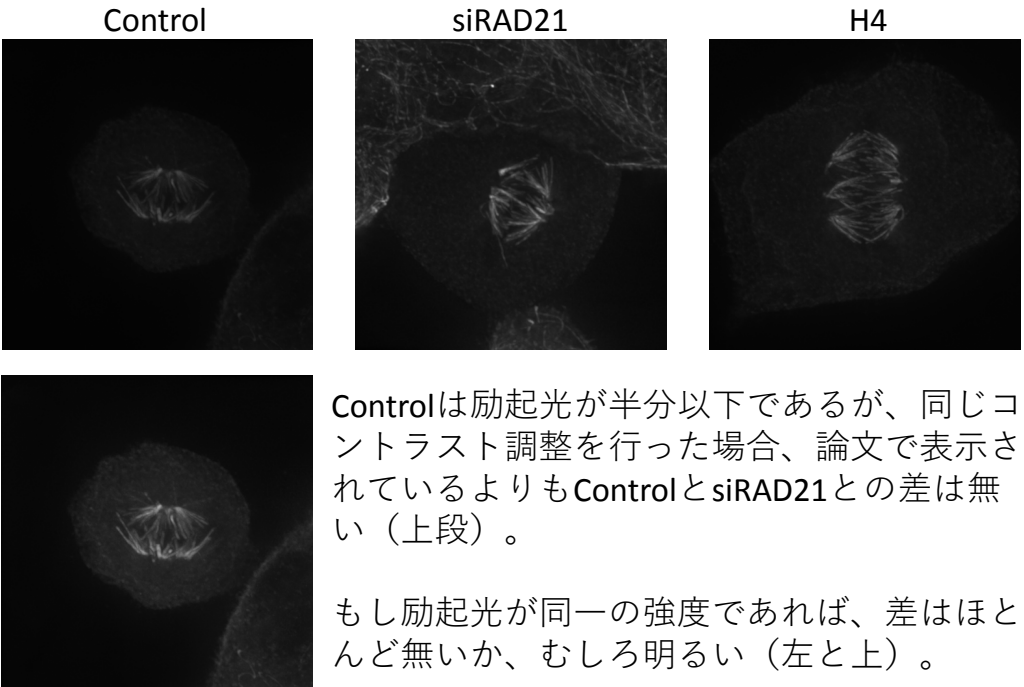 Control
siRAD21
H4
Controlは励起光が半分以下であるが、同じコ
ントラスト調整を行った場合、論文で表示さ
れているよりもControlとsiRAD21との差は無
い（上段）。
もし励起光が同一の強度であれば、差はほと
んど無いか、むしろ明るい（左と上）。